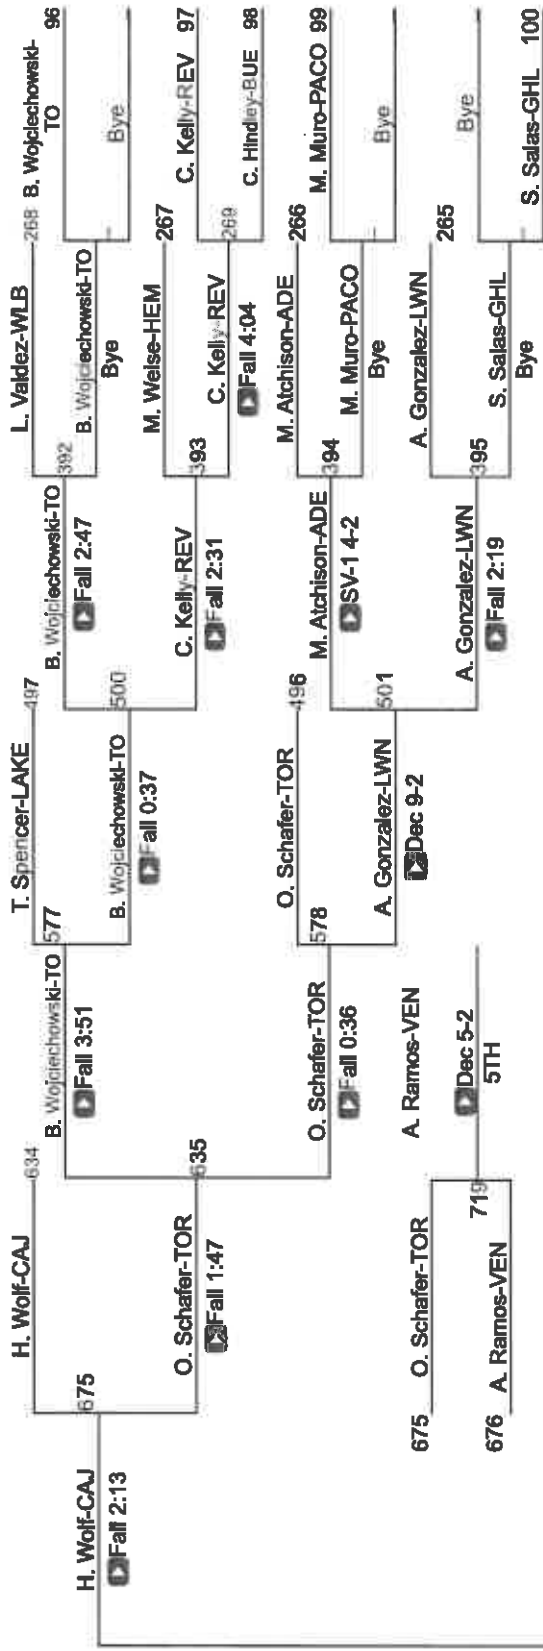 H. Wolf-CAJ
Fall 2:13
H. Wolf-CAJ
634
675
O. Schafer-TOR
635
Fall 1:47
675
O. Schafer-TOR
719
676
A. Ramos-VEN
B. Wojciechowski-TO
577
Fall 3:51
O. Schafer-TOR
578
Fall 0:36
A. Ramos-VEN
Dec 5-2
5TH
T. Spencer-LAKE
497
B. Wojciechowski-TO
500
Fall 0:37
O. Schafer-TOR
496
A. Gonzalez-LWN
501
Dec 9-2
B. Wojciechowski-TO
392
Fall 2:47
C. Kelly-REV
393
Fall 2:31
M. Atchison-ADE
394
SV-1 4-2
A. Gonzalez-LWN
395
Fall 2:19
L. Valdez-WLB
268
B. Wojciechowski-TO
Bye
M. Weise-HEM
267
C. Kelly-REV
269
Fall 4:04
M. Atchison-ADE
266
M. Muro-PACO
Bye
A. Gonzalez-LWN
265
S. Salas-GHL
Bye
B. Wojciechowski-
TO
96
Bye
C. Kelly-REV
97
C. Hindley-BUE
98
M. Muro-PACO
99
Bye
Bye
S. Salas-GHL
100